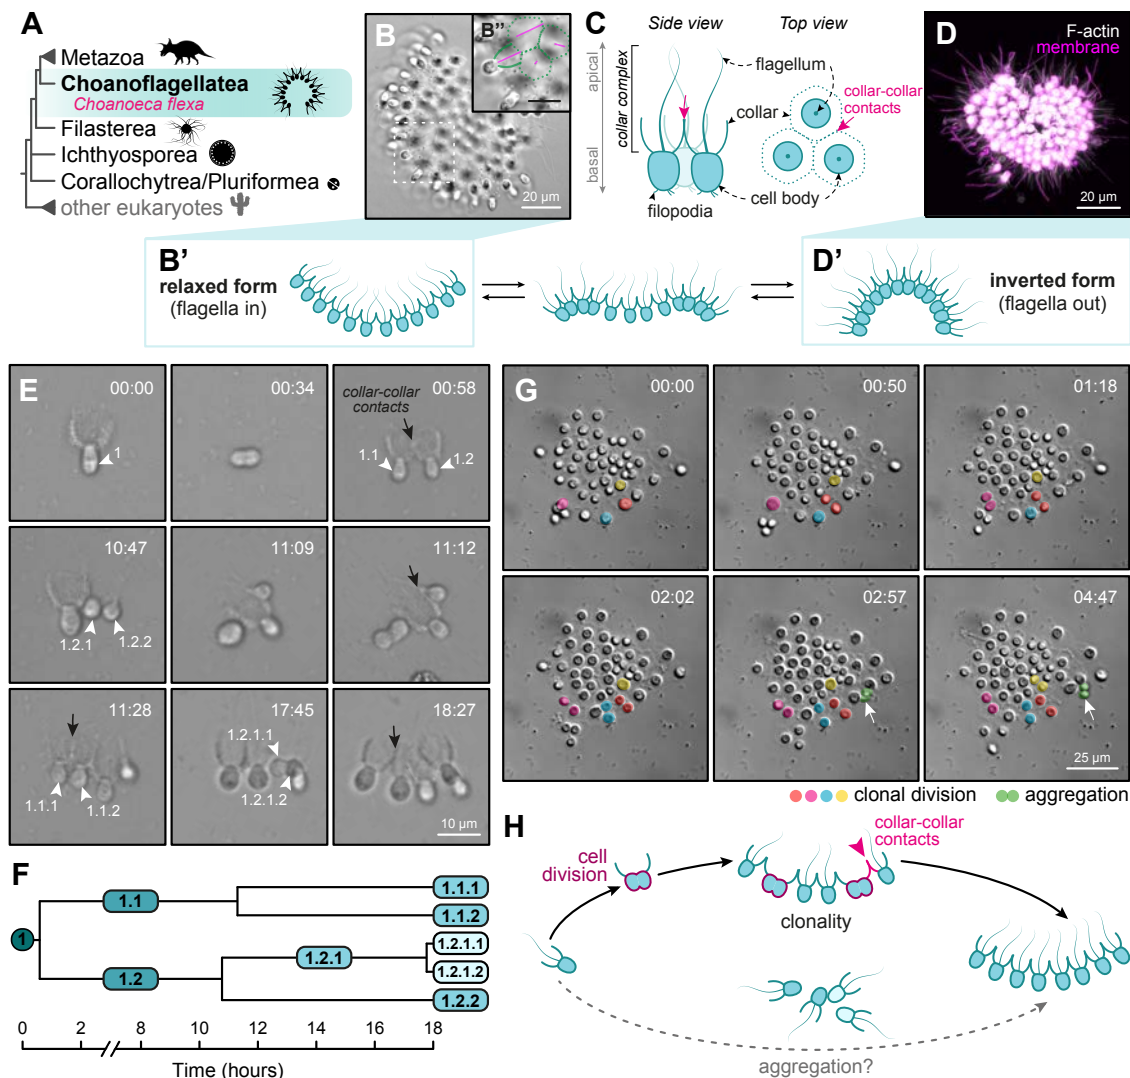 A
Metazoa
Choanoflagellatea
Choanoeca flexa
Filasterea
Ichthyosporea
Corallochytrea/Pluriformea
other eukaryotes
B
B''
20 µm
C
Side view
Top view
apical
basal
collar complex
flagellum
collar
collar-collar
contacts
cell body
filopodia
D
F-actin
membrane
20 µm
B'
relaxed form
(flagella in)
D'
inverted form
(flagella out)
E
00:00
1
00:34
00:58
collar-collar
contacts
1.1
1.2
10:47
1.2.1
1.2.2
11:09
11:12
11:28
1.1.1
1.1.2
17:45
1.2.1.1
1.2.1.2
18:27
10 µm
G
00:00
00:50
01:18
02:02
02:57
04:47
25 µm
clonal division
aggregation
F
1
1.1
1.2
1.2.1
1.1.1
1.1.2
1.2.1.1
1.2.1.2
1.2.2
0
2
8
10
12
14
16
18
Time (hours)
H
cell
division
collar-collar
contacts
clonality
aggregation?